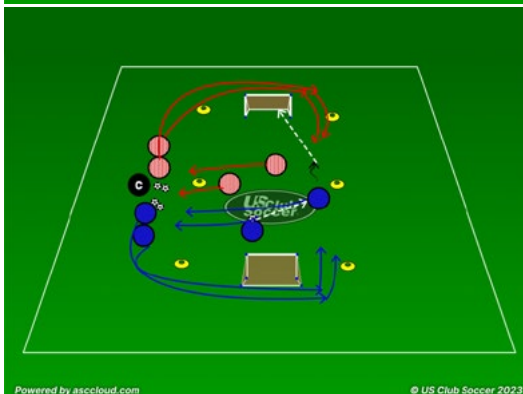 C
US Club
Soccer
Powered by asccloud.com
© US Club Soccer 2023